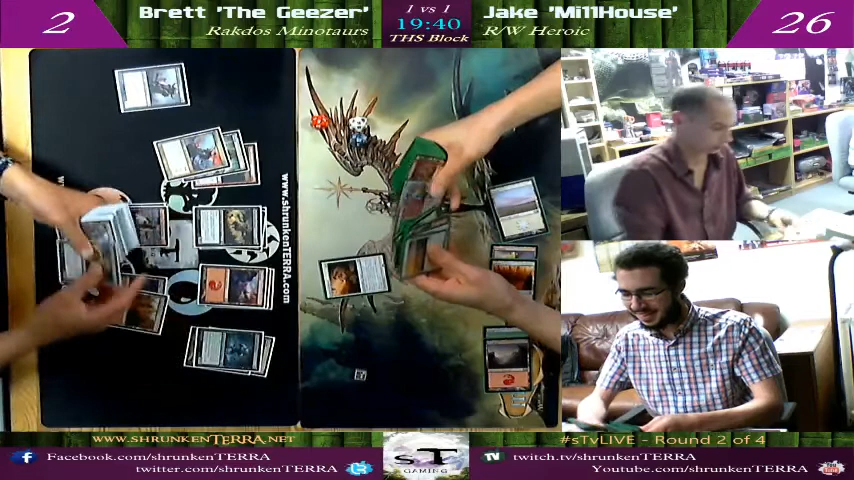 2
Brett 'The Geezer'
Rakdos Minotaurs
1 vs 1
19:40
THS Block
Jake 'Mi11House'
R/W Heroic
26
www.shrunkenTERRA.com
www.shrunkenTERRA.net
Facebook.com/shrunkenTERRA
twitter.com/shrunkenTERRA
sT
GAMING
#sTvLIVE - Round 2 of 4
twitch.tv/shrunkenTERRA
Youtube.com/shrunkenTERRA